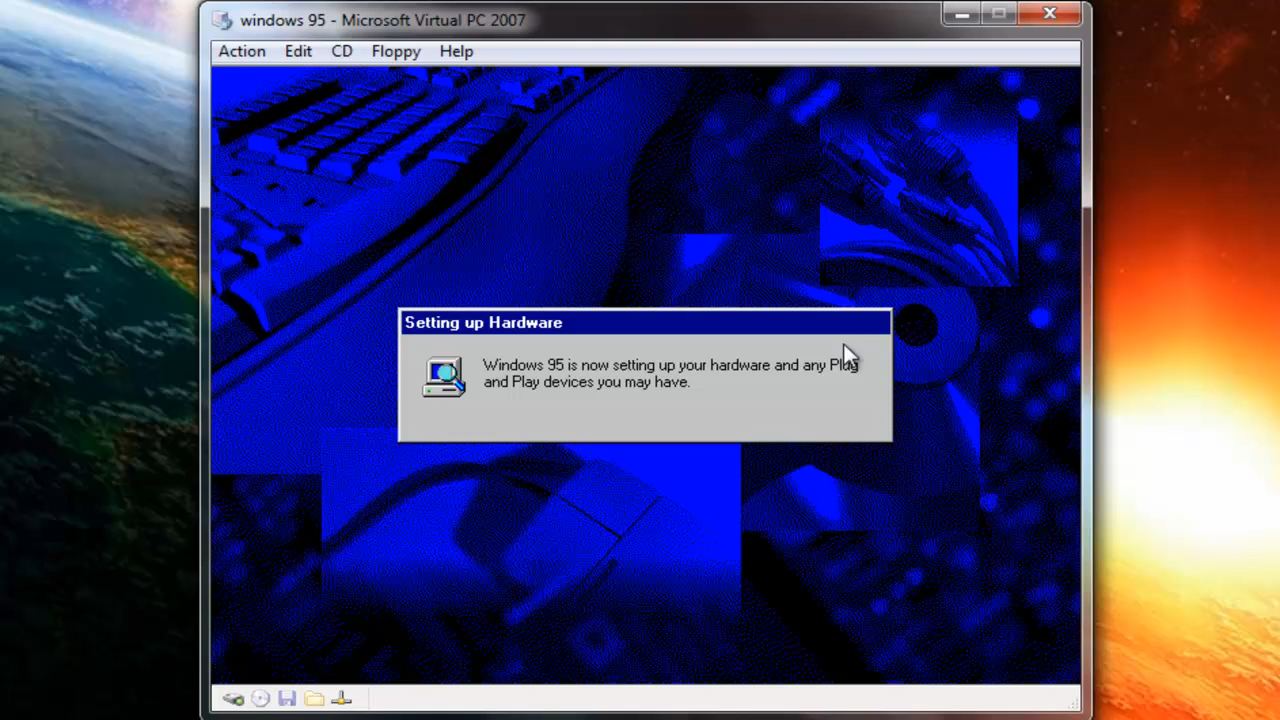 windows 95 - Microsoft Virtual PC 2007
Action Edit CD Floppy Help
Setting up Hardware
Windows 95 is now setting up your hardware and any Plug
and Play devices you may have.